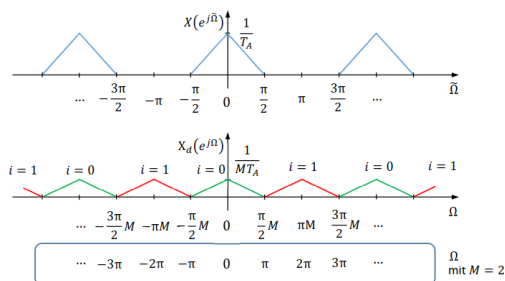 X(e^{jΩ̃}) 1/T_A
··· −3π/2 −π −π/2 0 π/2 π 3π/2 ··· Ω̃
X_d(e^{jΩ}) 1/MT_A
i = 1 i = 0 i = 1 i = 0 i = 1 i = 0 i = 1
Ω
··· −3π/2 M −πM −π/2 M 0 π/2 M πM 3π/2 M ···
··· −3π −2π −π 0 π 2π 3π ··· Ω
mit M = 2